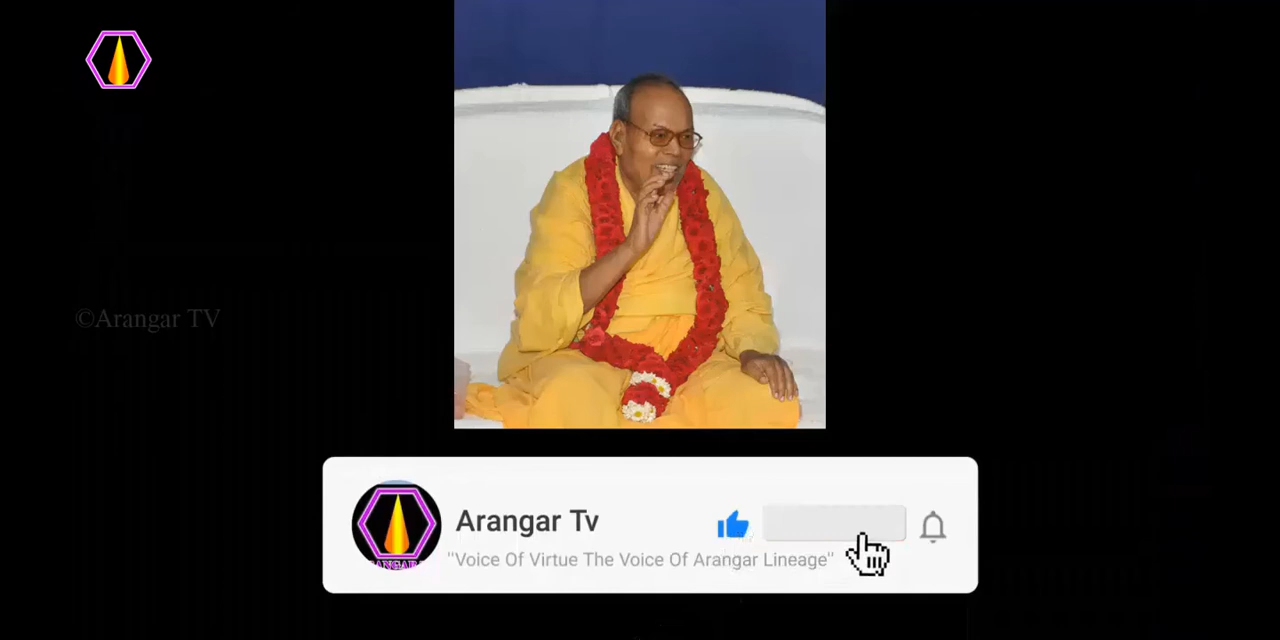 ©Arangar TV
Arangar Tv
"Voice Of Virtue The Voice Of Arangar Lineage"